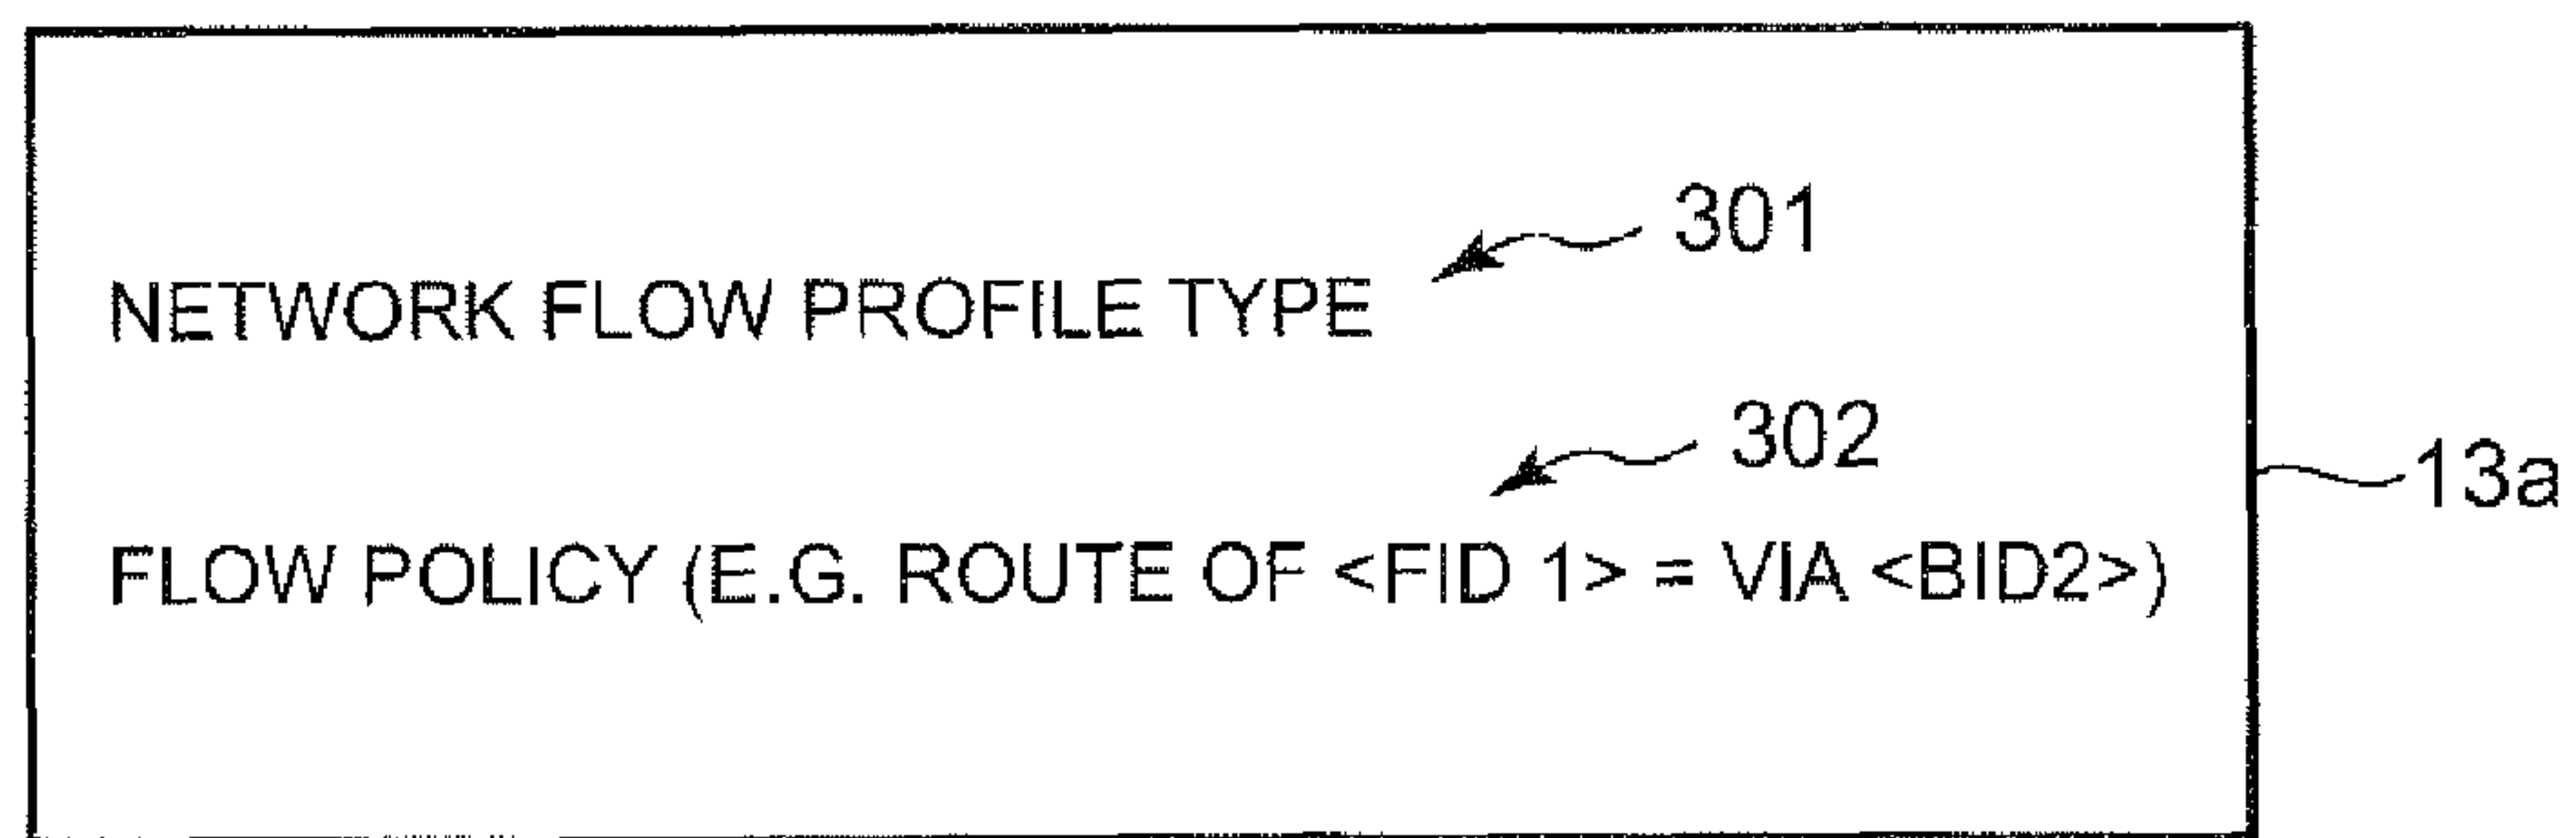 301
NETWORK FLOW PROFILE TYPE
302
13a
FLOW POLICY (E.G. ROUTE OF <FID 1> = VIA <BID2>)